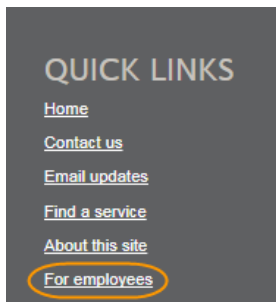 QUICK LINKS
Home
Contact us
Email updates
Find a service
About this site
For employees